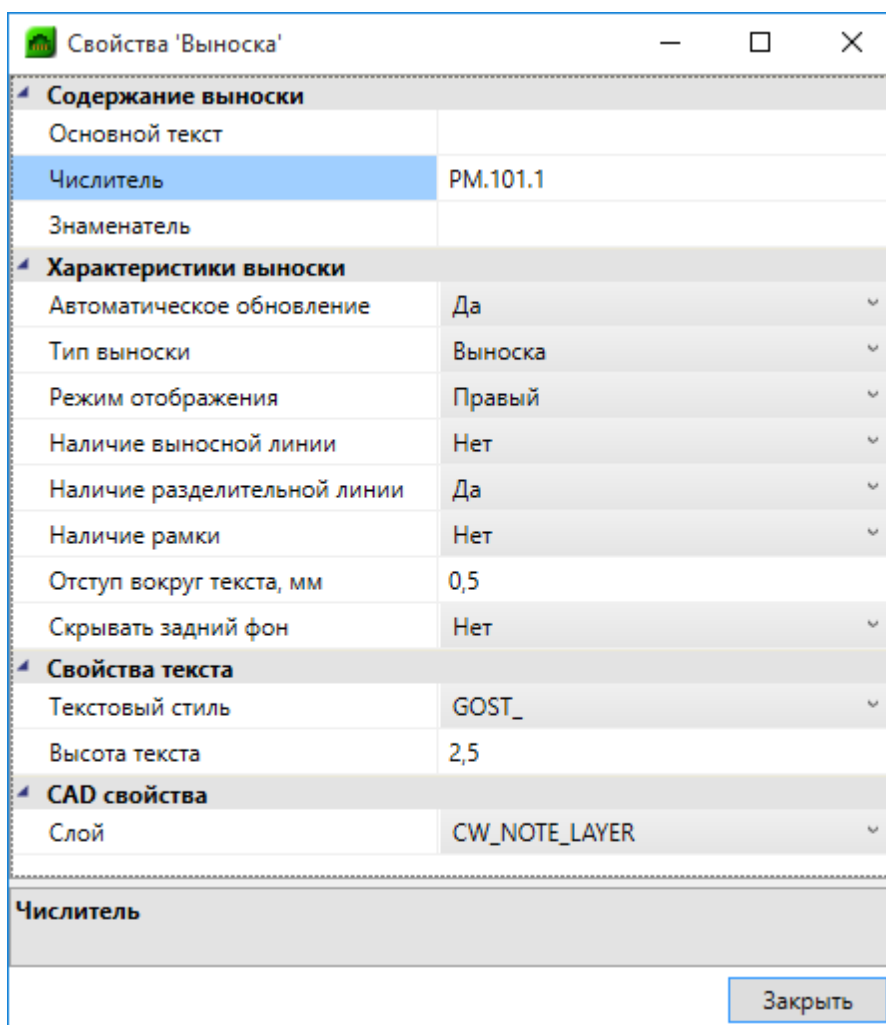 Свойства 'Выноска'
Содержание выноски
Основной текст
Числитель PM.101.1
Знаменатель
Характеристики выноски
Автоматическое обновление Да
Тип выноски Выноска
Режим отображения Правый
Наличие выносной линии Нет
Наличие разделительной линии Да
Наличие рамки Нет
Отступ вокруг текста, мм 0,5
Скрывать задний фон Нет
Свойства текста
Текстовый стиль GOST_
Высота текста 2,5
CAD свойства
Слой CW_NOTE_LAYER
Числитель
Закрыть